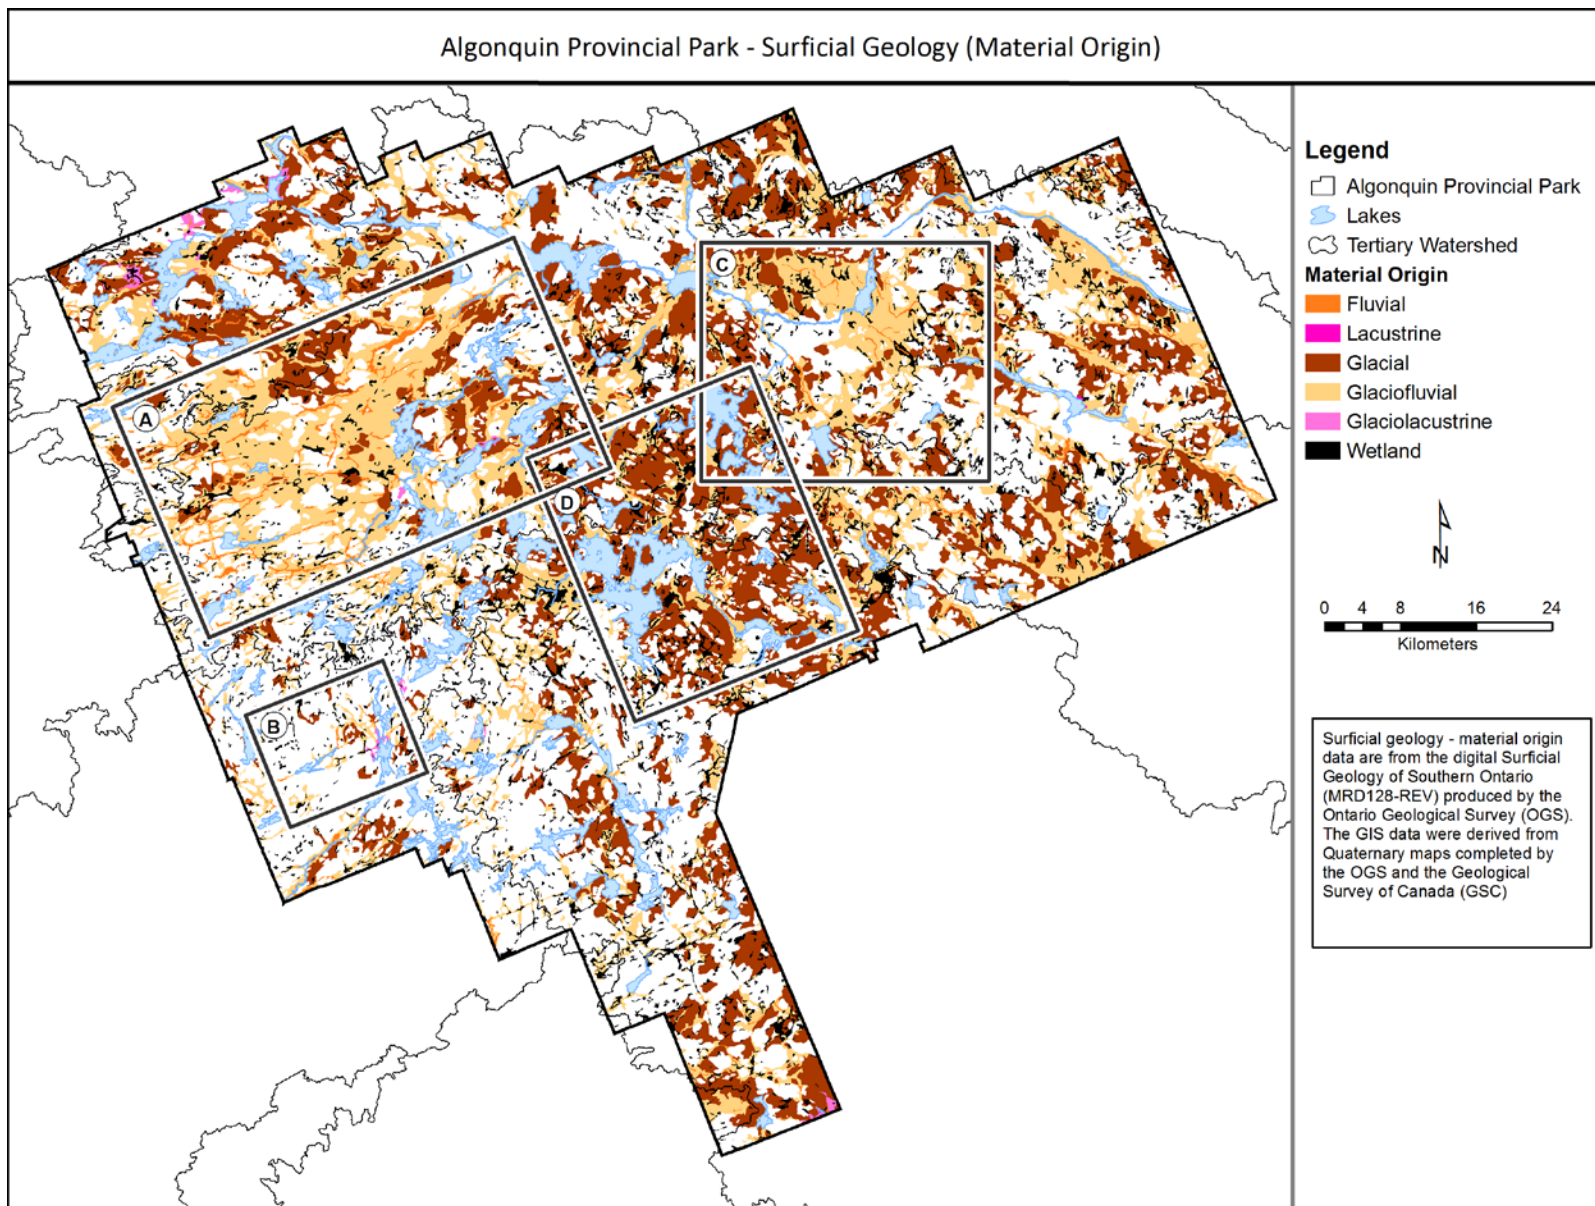 Algonquin Provincial Park - Surficial Geology (Material Origin)
A
B
C
D
Legend
Algonquin Provincial Park
Lakes
Tertiary Watershed
Material Origin
Fluvial
Lacustrine
Glacial
Glaciofluvial
Glaciolacustrine
Wetland
N
0 4 8 16 24
Kilometers
Surficial geology - material origin
data are from the digital Surficial
Geology of Southern Ontario
(MRD128-REV) produced by the
Ontario Geological Survey (OGS).
The GIS data were derived from
Quaternary maps completed by
the OGS and the Geological
Survey of Canada (GSC)